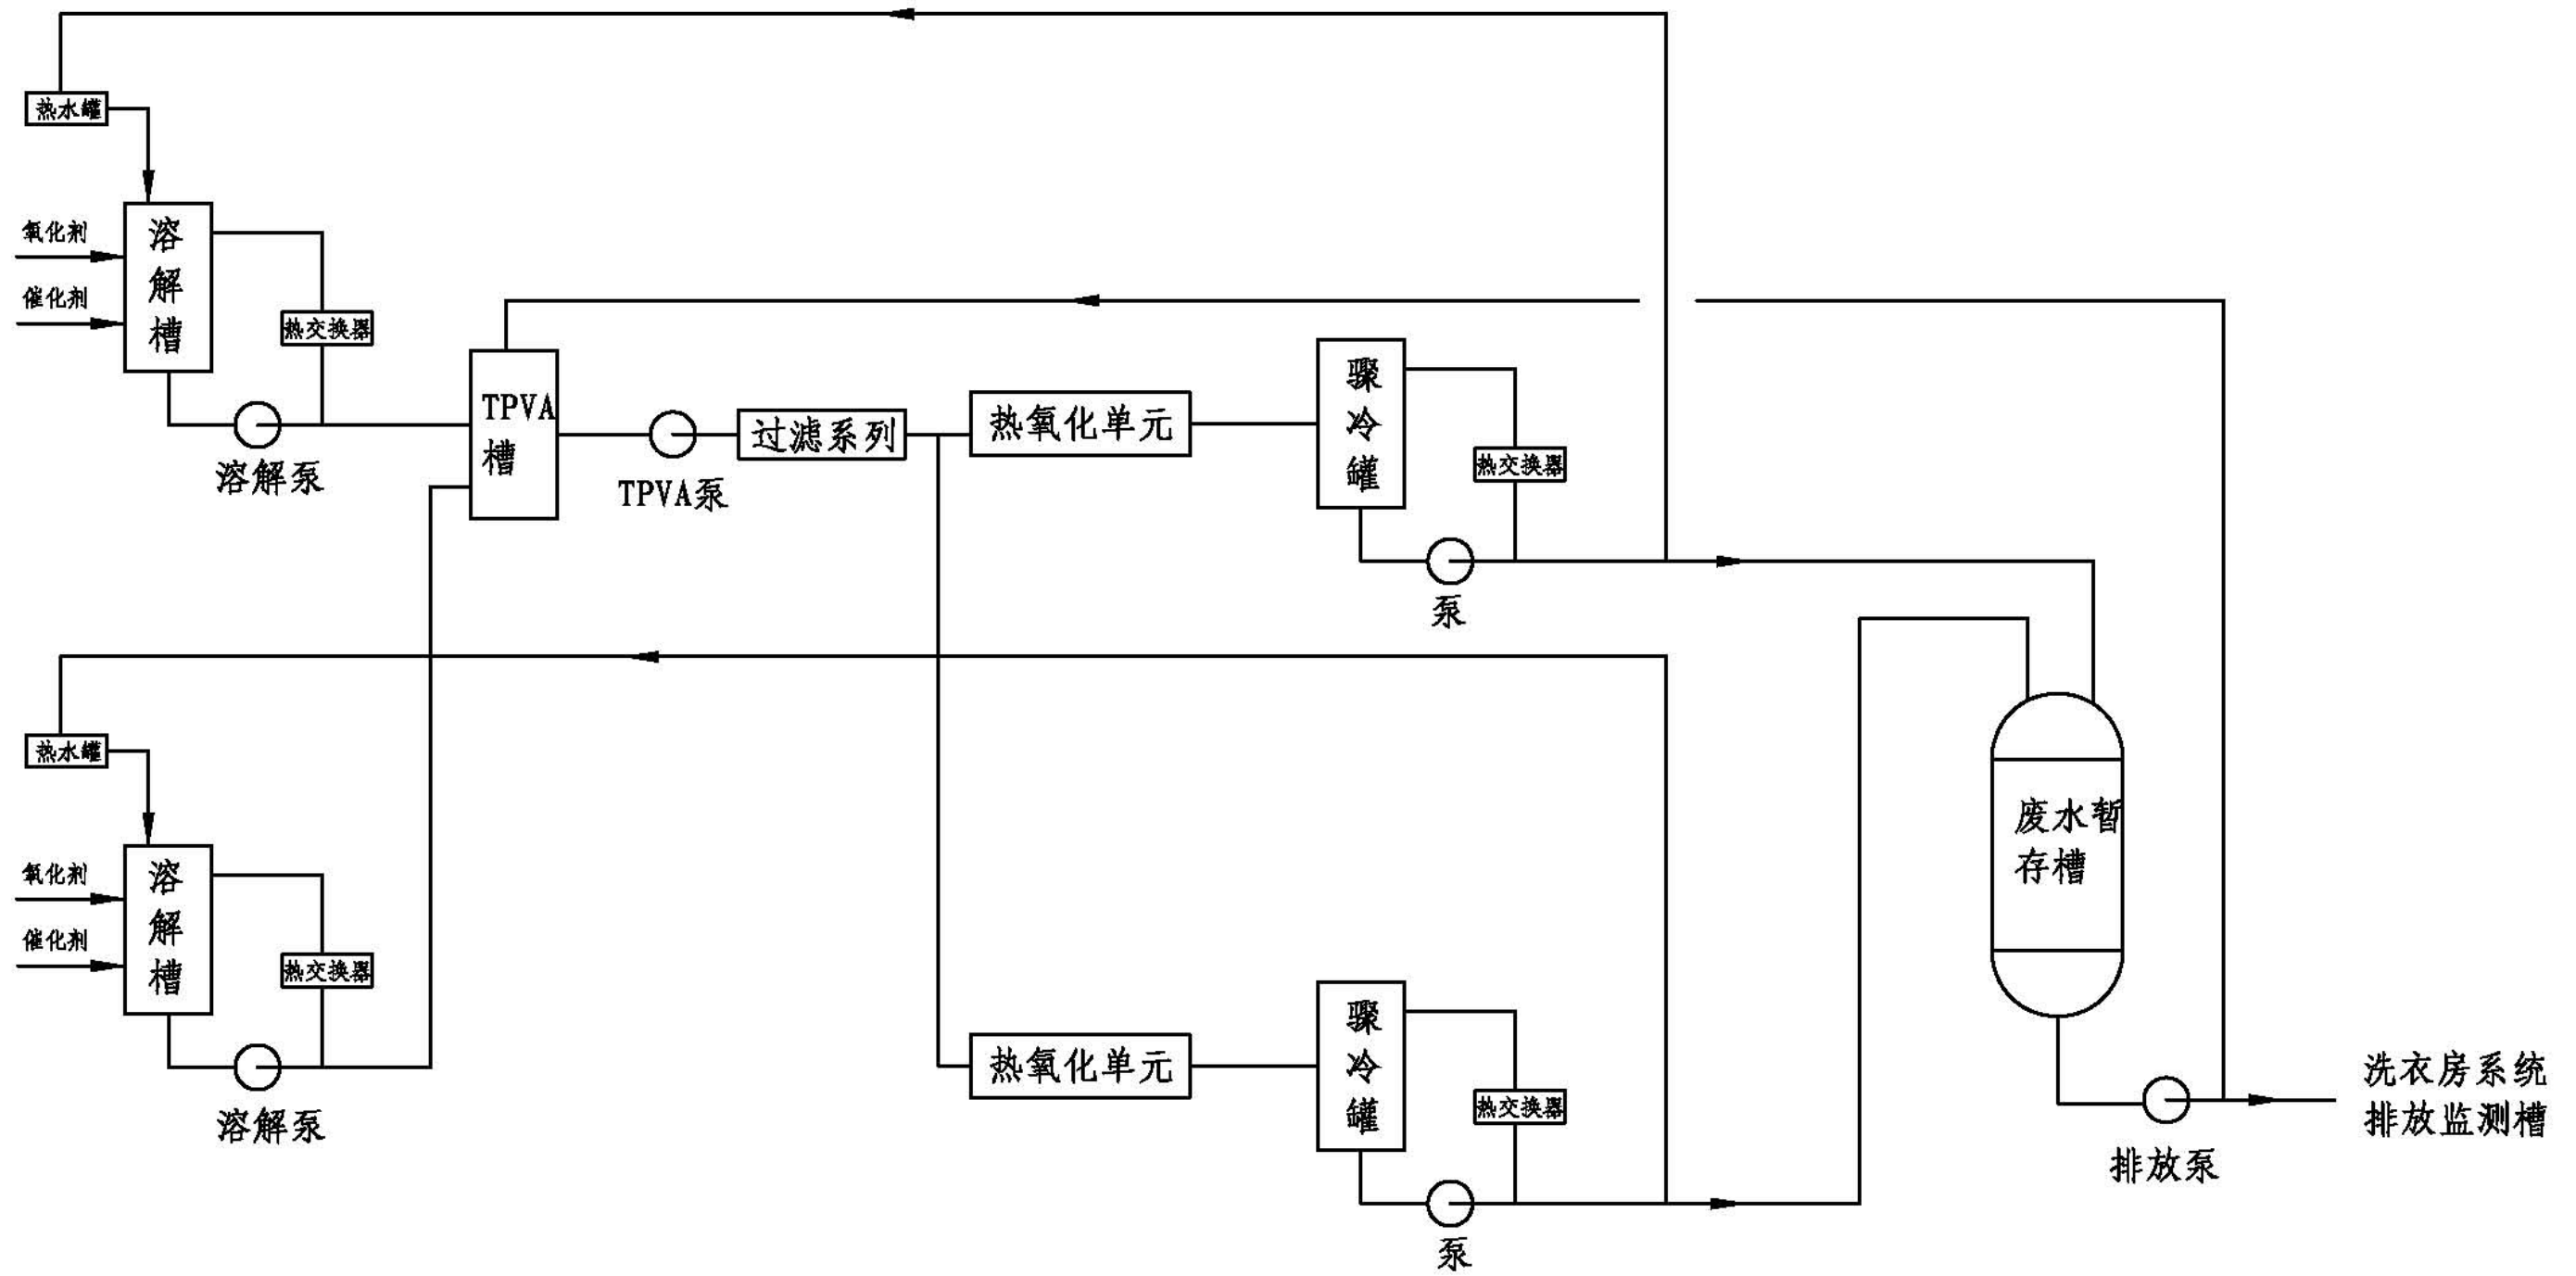 热水罐
氧化剂
催化剂
溶
解
槽
热交换器
溶解泵
TPVA
槽
TPVA泵
过滤系列
热氧化单元
骤
冷
罐
热交换器
泵
热水罐
氧化剂
催化剂
溶
解
槽
热交换器
溶解泵
热氧化单元
骤
冷
罐
热交换器
泵
废水暂
存槽
排放泵
洗衣房系统
排放监测槽